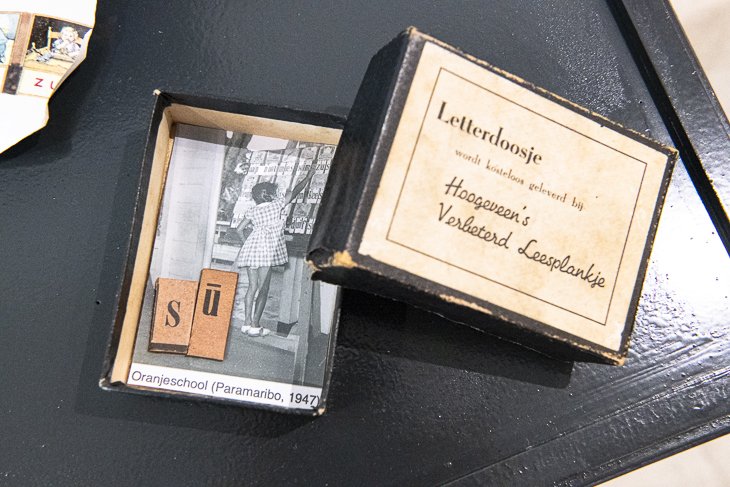 Z U
Letterdoosje
wordt kosteloos geleverd bij
Hoogeveen's
Verbeterd Leesplankje
s ū
Oranjeschool (Paramaribo, 1947)